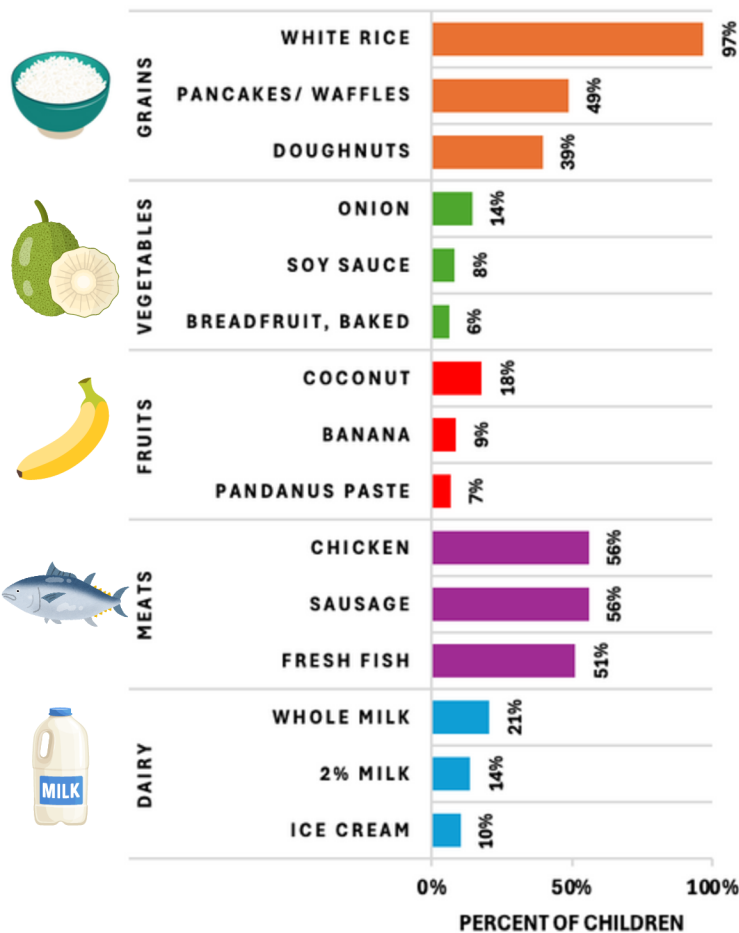 GRAINS
WHITE RICE 97%
PANCAKES/ WAFFLES 49%
DOUGHNUTS 39%
VEGETABLES
ONION 14%
SOY SAUCE 8%
BREADFRUIT, BAKED 6%
FRUITS
COCONUT 18%
BANANA 9%
PANDANUS PASTE 7%
MEATS
CHICKEN 56%
SAUSAGE 56%
FRESH FISH 51%
DAIRY
WHOLE MILK 21%
2% MILK 14%
ICE CREAM 10%
MILK
0% 50% 100%
PERCENT OF CHILDREN